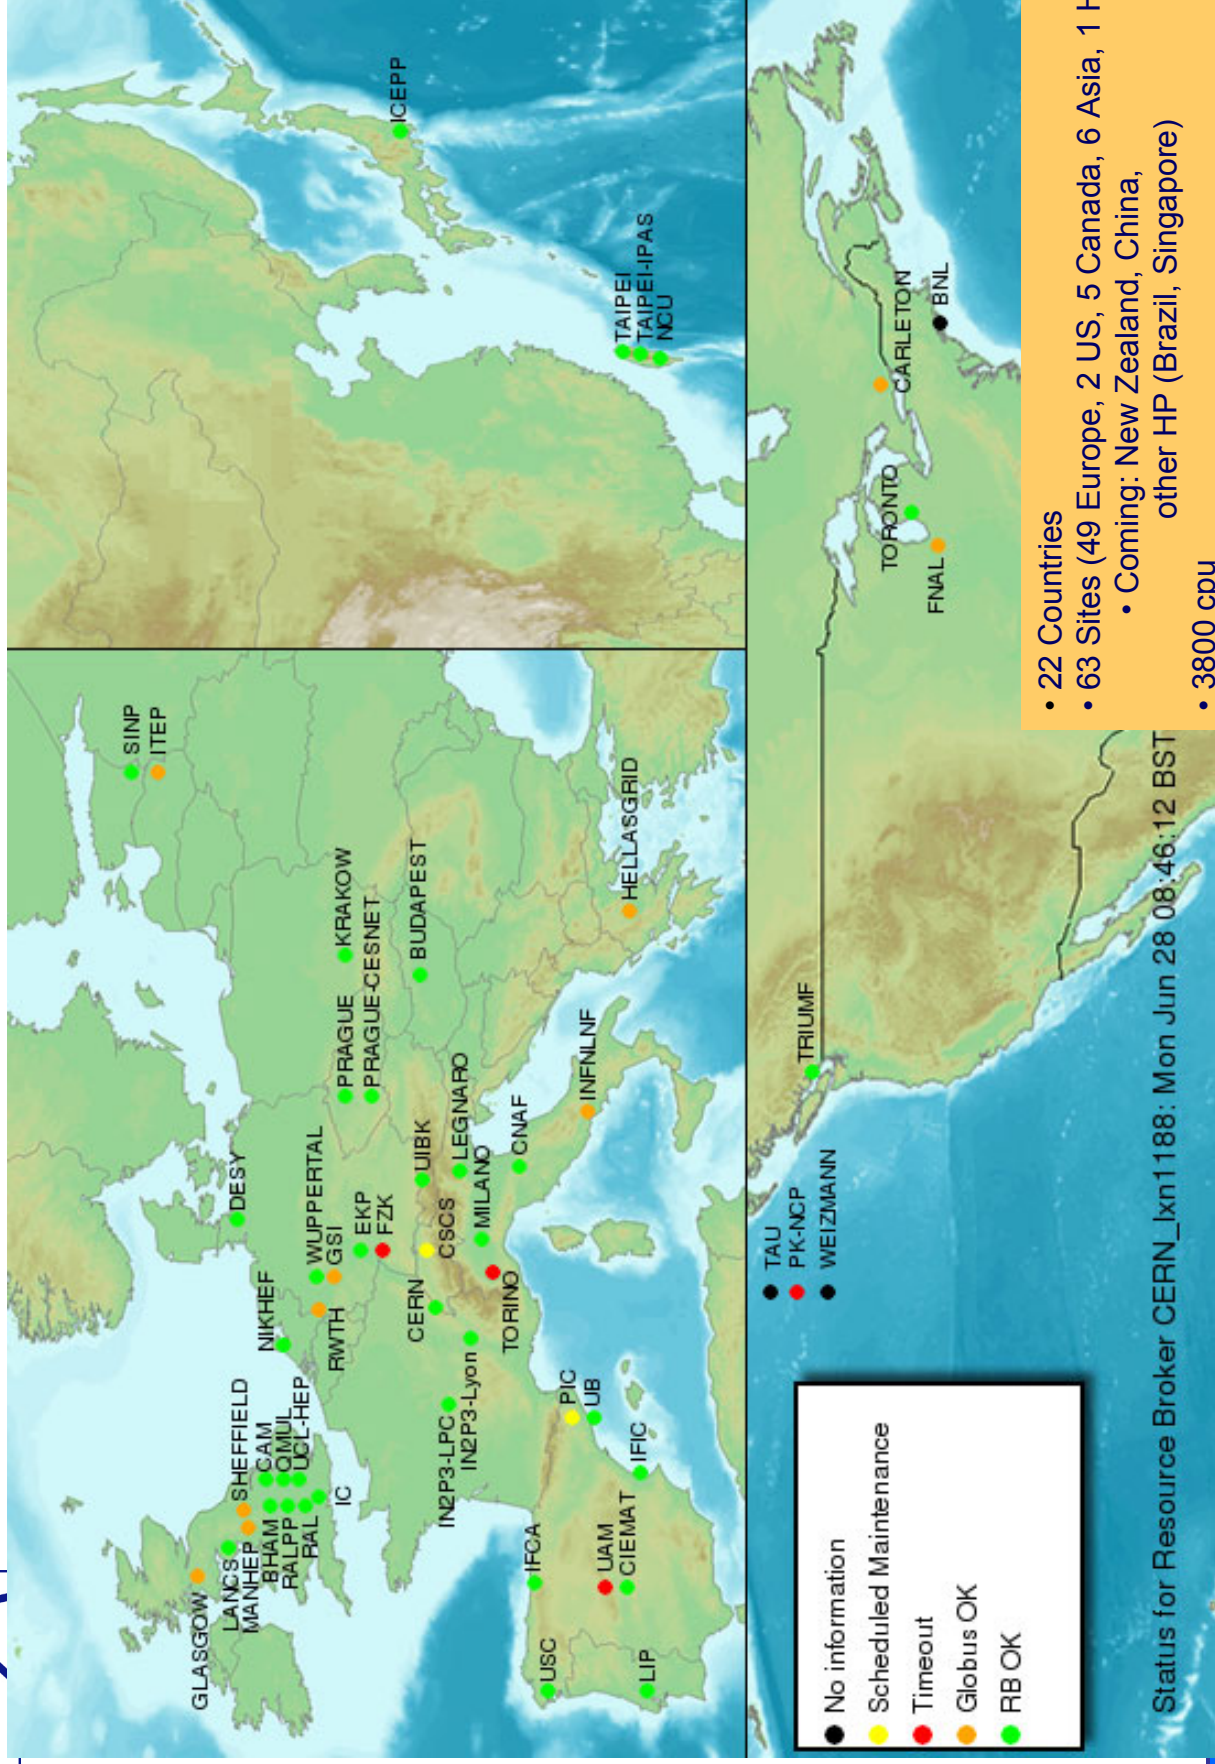 GLASGOW
LANCS
MANHEP
SHEFFIELD
BHAM
RALPP
RAL
CAM
QMUL
UCL-HEP
IC
NIKHEF
DESY
RWTH
WUPPERTAL
GSI
EKP
FZK
PRAGUE
PRAGUE-CESNET
KRAKOW
SINP
ITEP
BUDAPEST
HELLASGRID
CERN
CSCS
UIBK
LEGNARO
MILANO
TORINO
CNAF
INFNLNF
IN2P3-LPC
IN2P3-Lyon
PIC
UB
IFIC
IFCA
UAM
CIEMAT
USC
LIP
ICEPP
TAIPEI
TAIPEI-IPAS
NCU
TAU
PK-NCP
WEIZMANN
TRIUMF
TORONTO
FNAL
CARLETON
BNL
No information
Scheduled Maintenance
Timeout
Globus OK
RB OK
Status for Resource Broker CERN_lxn1188: Mon Jun 28 08:46:12 BST
• 22 Countries
• 63 Sites (49 Europe, 2 US, 5 Canada, 6 Asia, 1 H
• Coming: New Zealand, China,
other HP (Brazil, Singapore)
• 3800 cpu